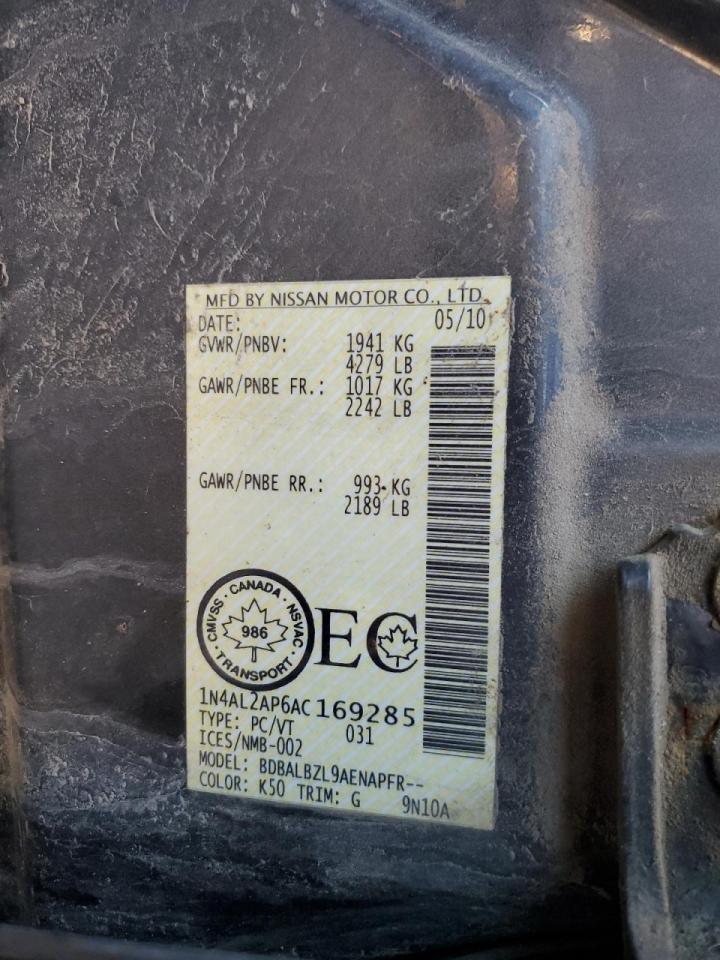 MFD BY NISSAN MOTOR CO., LTD.
DATE: 05/10
GVWR/PNBV: 1941 KG
4279 LB
GAWR/PNBE FR.: 1017 KG
2242 LB
GAWR/PNBE RR.: 993 KG
2189 LB
CMVSS · CANADA · NSVAC · TRANSPORT ·
986
EC
1N4AL2AP6AC169285
TYPE: PC/VT 031
ICES/NMB-002
MODEL: BDBALBZL9AENAPFR--
COLOR: K50 TRIM: G 9N10A